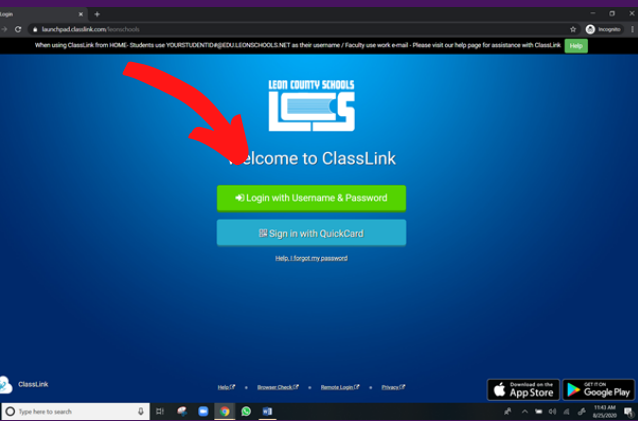 Login
launchpad.classlink.com/leonschools
Incognito
When using ClassLink from HOME- Students use YOURSTUDENTID#@EDU.LEONSCHOOLS.NET as their username / Faculty use work e-mail - Please visit our help page for assistance with ClassLink
Help
LEON COUNTY SCHOOLS
LCS
elcome to ClassLink
Login with Username & Password
Sign in with QuickCard
Help, I forgot my password
ClassLink
Help
Browser Check
Remote Login
Privacy
Download on the
App Store
GET IT ON
Google Play
Type here to search
11:43 AM
8/25/2020